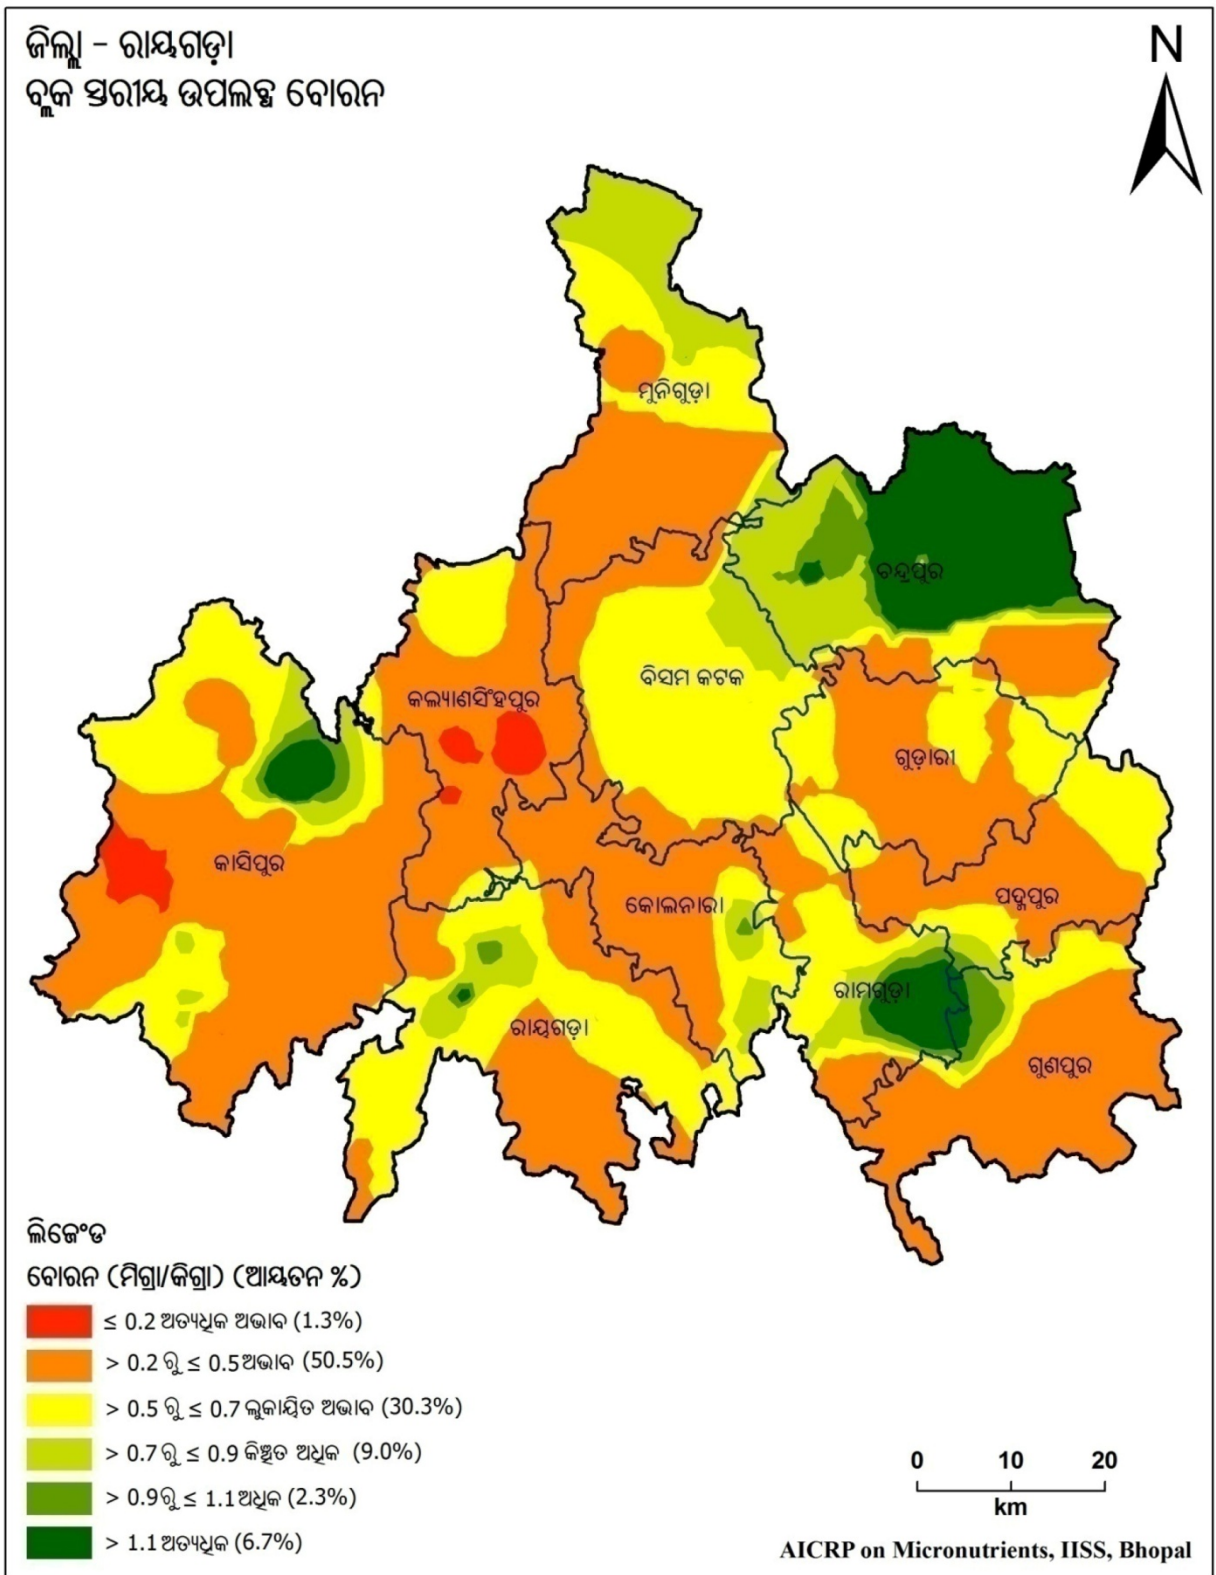 ଜିଲ୍ଲା - ରାୟଗଡ଼ା
ବ୍ଲକ ସ୍ତରୀୟ ଉପଲବ୍ଧ ବୋରନ
N
ମୁନିଗୁଡ଼ା
ଚନ୍ଦ୍ରପୁର
ବିସମ କଟକ
କଲ୍ୟାଣସିଂହପୁର
ଗୁଡ଼ାରୀ
କାସିପୁର
ପଦ୍ମପୁର
କୋଲନାରା
ରାମଗୁଡ଼ା
ରାୟଗଡ଼ା
ଗୁଣପୁର
ଲିଜେଂଡ
ବୋରନ (ମିଗ୍ରା/କିଗ୍ରା) (ଆୟତନ %)
≤ 0.2 ଅତ୍ୟଧିକ ଅଭାବ (1.3%)
> 0.2 ରୁ ≤ 0.5 ଅଭାବ (50.5%)
> 0.5 ରୁ ≤ 0.7 ଲୁକାୟିତ ଅଭାବ (30.3%)
> 0.7 ରୁ ≤ 0.9 କିଞ୍ଚିତ ଅଧିକ (9.0%)
> 0.9 ରୁ ≤ 1.1 ଅଧିକ (2.3%)
> 1.1 ଅତ୍ୟଧିକ (6.7%)
0 10 20
km
AICRP on Micronutrients, IISS, Bhopal